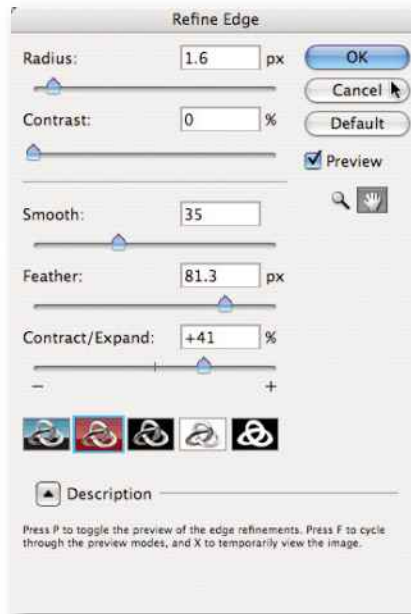 Refine Edge
Radius: 1.6 px OK
Cancel
Contrast: 0 % Default
Preview
Smooth: 35
Feather: 81.3 px
Contract/Expand: +41 %
− +
Description
Press P to toggle the preview of the edge refinements. Press F to cycle
through the preview modes, and X to temporarily view the image.